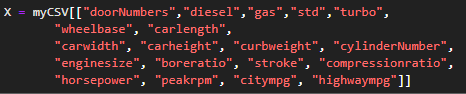 X = myCSV[["doorNumbers","diesel","gas","std","turbo",
"wheelbase", "carlength",
"carwidth", "carheight", "curbweight", "cylinderNumber",
"enginesize", "boreratio", "stroke", "compressionratio",
"horsepower", "peakrpm", "citympg", "highwaympg"]]